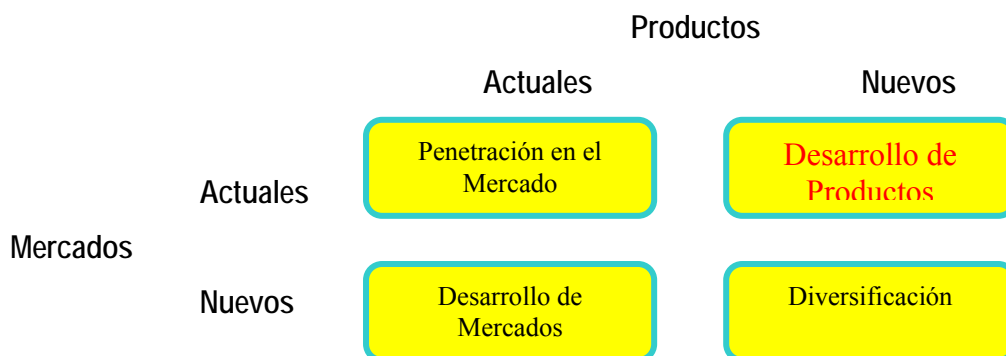 Productos
Actuales
Nuevos
Penetración en el
Mercado
Desarrollo de
Productos
Actuales
Mercados
Nuevos
Desarrollo de
Mercados
Diversificación